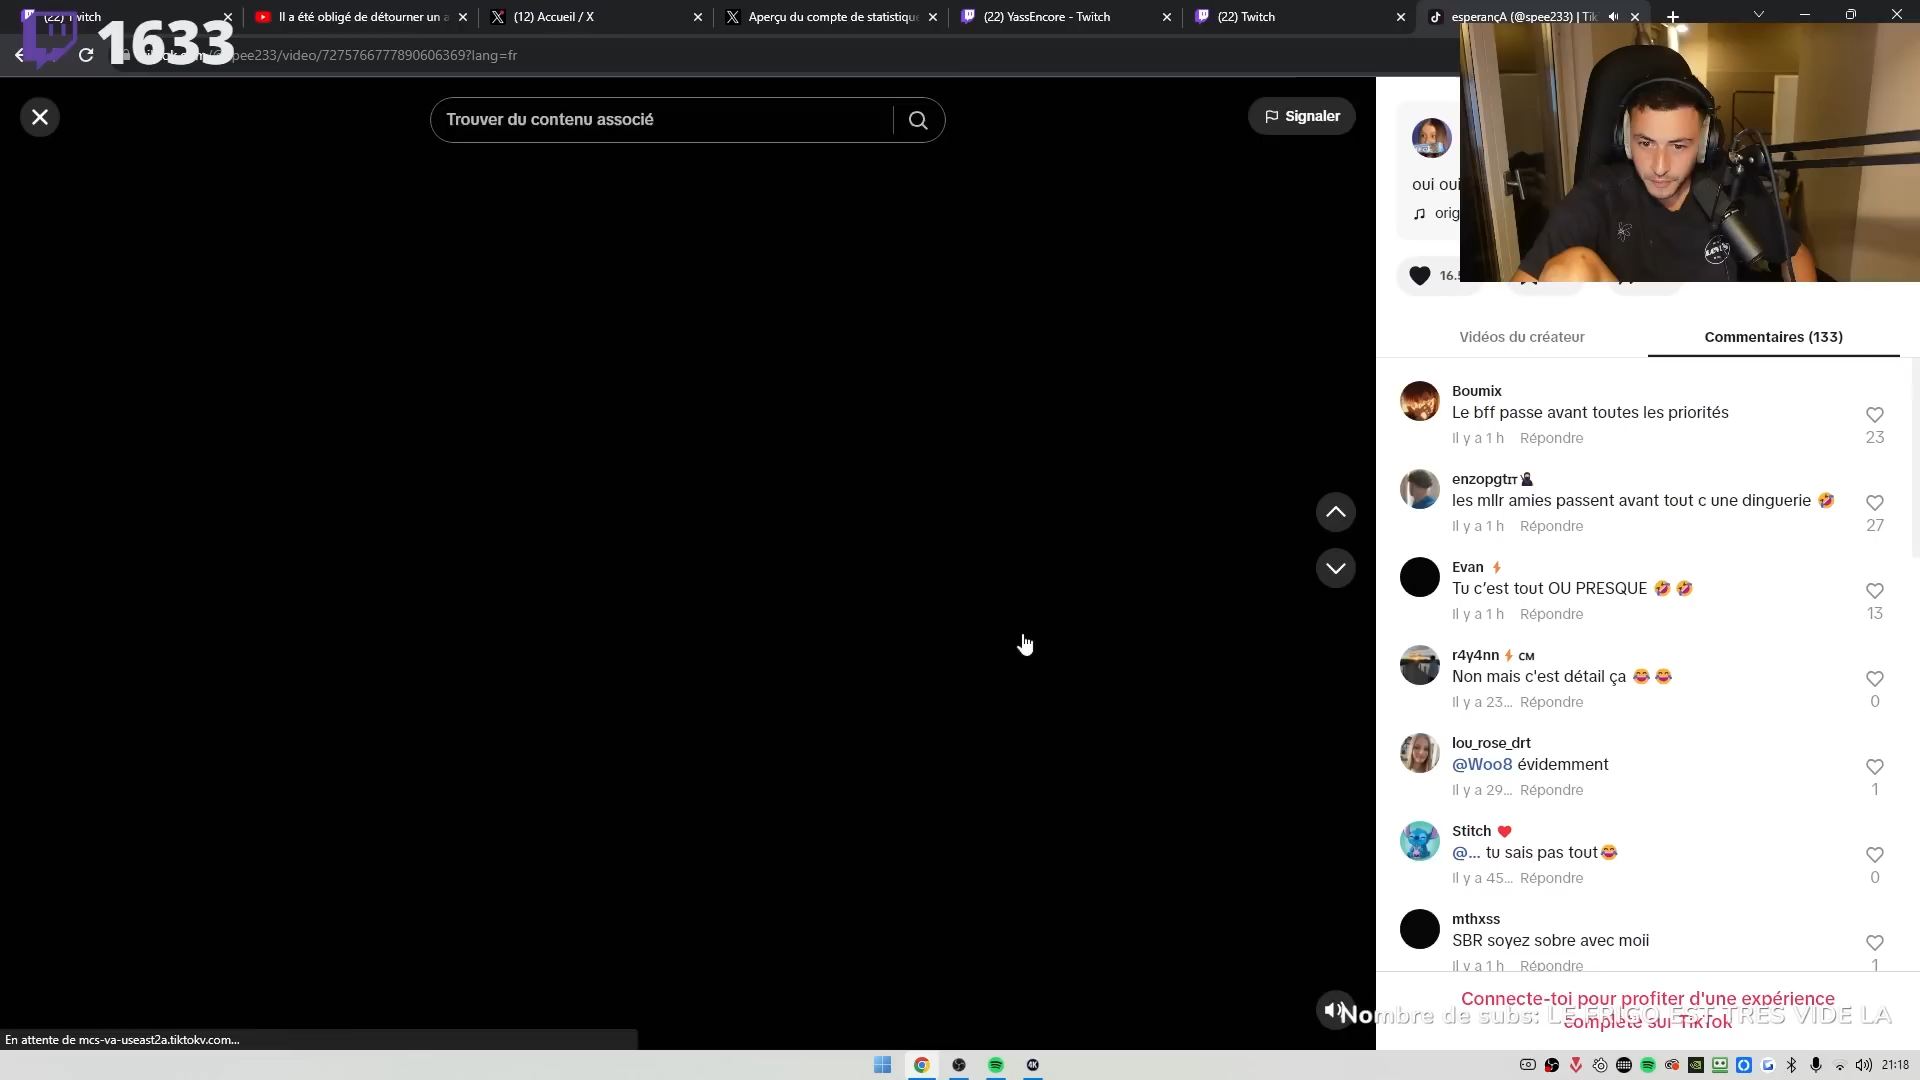 (22) Twitch
Il a été obligé de détourner un a
(12) Accueil / X
Aperçu du compte de statistique
(22) YassEncore - Twitch
(22) Twitch
esperançA (@spee233) | Tik
1633
pee233/video/7275766777890606369?lang=fr
Trouver du contenu associé
Signaler
oui oui
orig
16.
Vidéos du créateur
Commentaires (133)
Boumix
Le bff passe avant toutes les priorités
Il y a 1 h Répondre
23
enzopgtıт🥷
les mllr amies passent avant tout c une dinguerie 🤣
Il y a 1 h Répondre
27
Evan ⚡
Tu c’est tout OU PRESQUE 🤣🤣
Il y a 1 h Répondre
13
r4y4nn⚡ᴄᴍ
Non mais c'est détail ça 😂😂
Il y a 23... Répondre
0
lou_rose_drt
@Woo8 évidemment
Il y a 29... Répondre
1
Stitch ♥️
@... tu sais pas tout😂
Il y a 45... Répondre
0
mthxss
SBR soyez sobre avec moii
Il y a 1 h Répondre
1
Connecte-toi pour profiter d'une expérience
complète sur TikTok
Nombre de subs: LE FRIGO EST TRES VIDE LA
En attente de mcs-va-useast2a.tiktokv.com...
4K
21:18